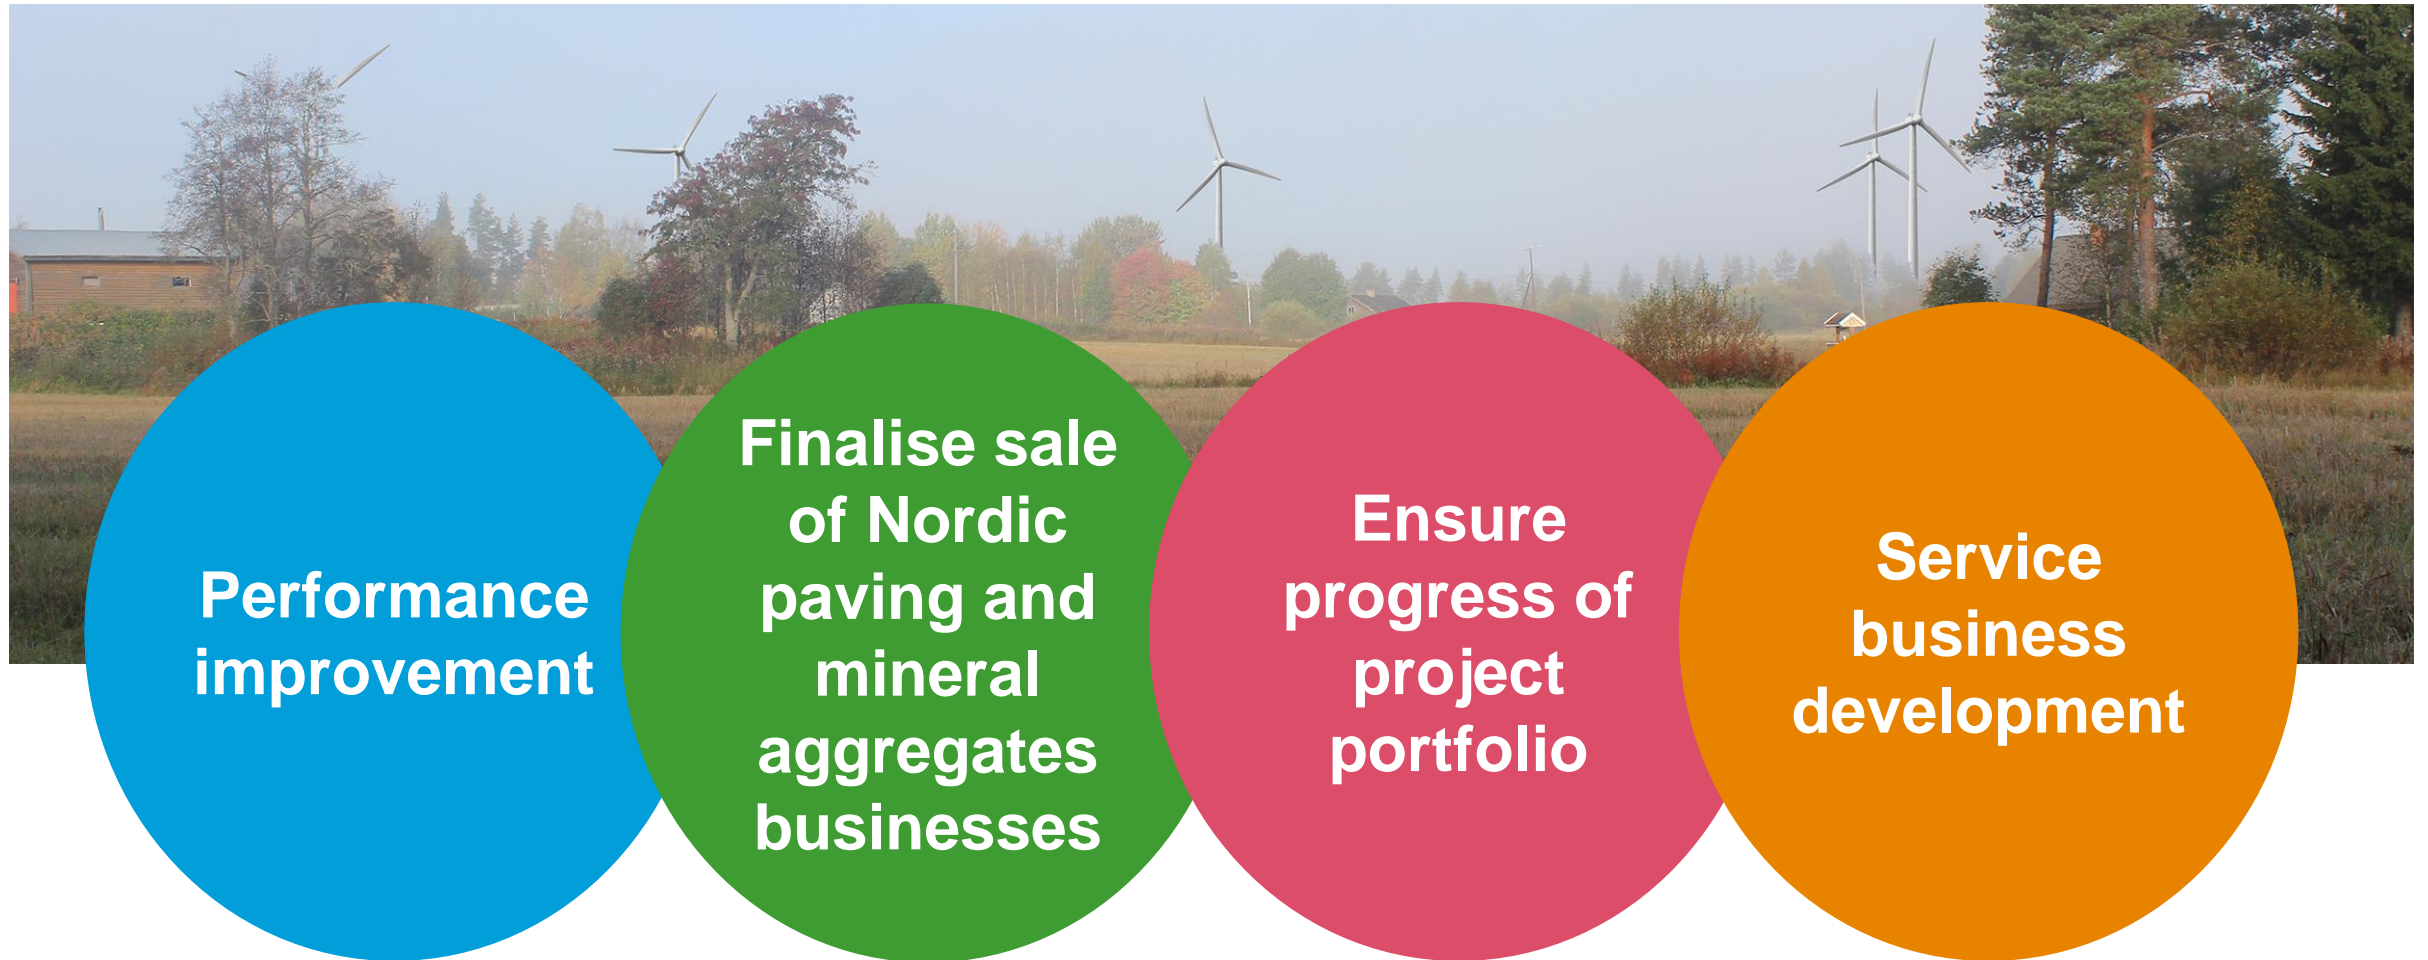 Performance
improvement
Finalise sale
of Nordic
paving and
mineral
aggregates
businesses
Ensure
progress of
project
portfolio
Service
business
development